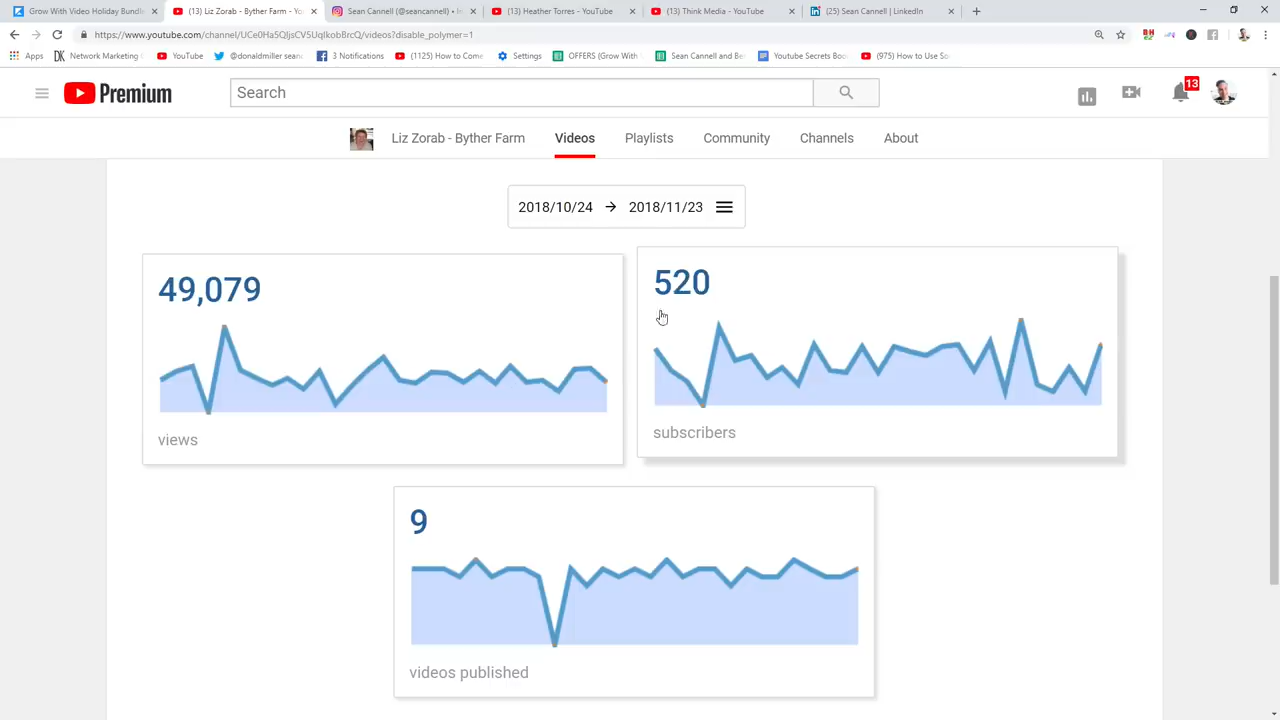 Grow With Video Holiday Bundl
(13) Liz Zorab - Byther Farm - Yo
Sean Cannell (@seancannell) • In
(13) Heather Torres - YouTube
(13) Think Media - YouTube
(25) Sean Cannell | LinkedIn
https://www.youtube.com/channel/UCe0Ha5QJjsCV5UqlkobBrcQ/videos?disable_polymer=1
Apps
Network Marketing
YouTube
@donaldmiller sean
3 Notifications
(1125) How to Come
Settings
OFFERS (Grow With
Sean Cannell and Be
Youtube Secrets Boo
(975) How to Use So
Premium
Search
13
Liz Zorab - Byther Farm
Videos
Playlists
Community
Channels
About
2018/10/24 → 2018/11/23
49,079
views
520
subscribers
9
videos published